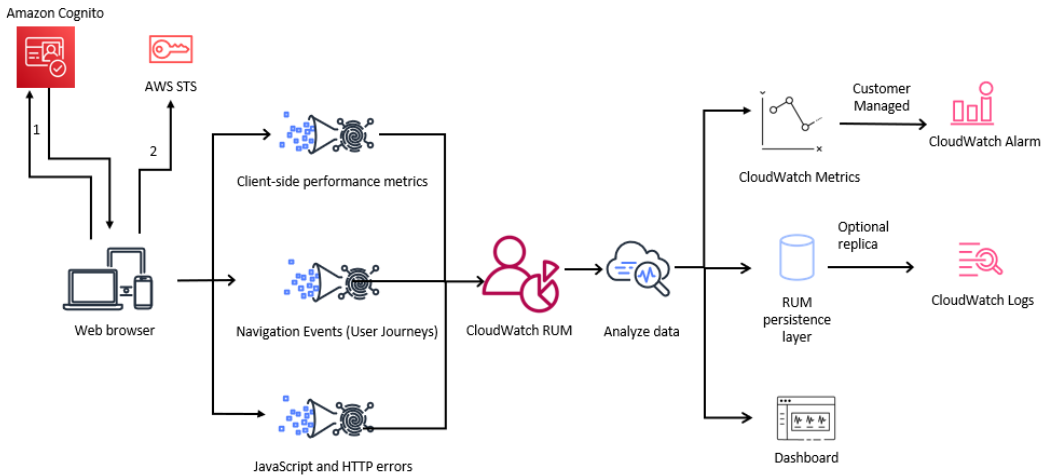 Amazon Cognito
AWS STS
1
2
Web browser
Client-side performance metrics
Navigation Events (User Journeys)
JavaScript and HTTP errors
CloudWatch RUM
Analyze data
CloudWatch Metrics
Customer
Managed
CloudWatch Alarm
RUM
persistence
layer
Optional
replica
CloudWatch Logs
Dashboard